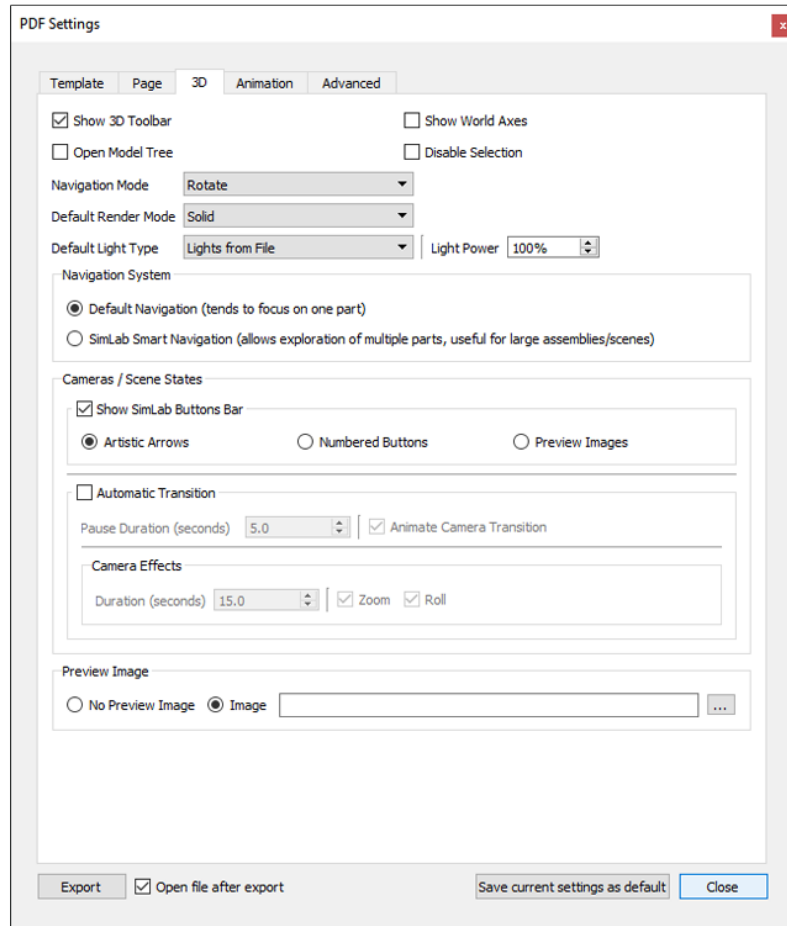 PDF Settings
x
Template Page 3D Animation Advanced
Show 3D Toolbar Show World Axes
Open Model Tree Disable Selection
Navigation Mode Rotate
Default Render Mode Solid
Default Light Type Lights from File Light Power 100%
Navigation System
Default Navigation (tends to focus on one part)
SimLab Smart Navigation (allows exploration of multiple parts, useful for large assemblies/scenes)
Cameras / Scene States
Show SimLab Buttons Bar
Artistic Arrows Numbered Buttons Preview Images
Automatic Transition
Pause Duration (seconds) 5.0 Animate Camera Transition
Camera Effects
Duration (seconds) 15.0 Zoom Roll
Preview Image
No Preview Image Image ...
Export Open file after export Save current settings as default Close